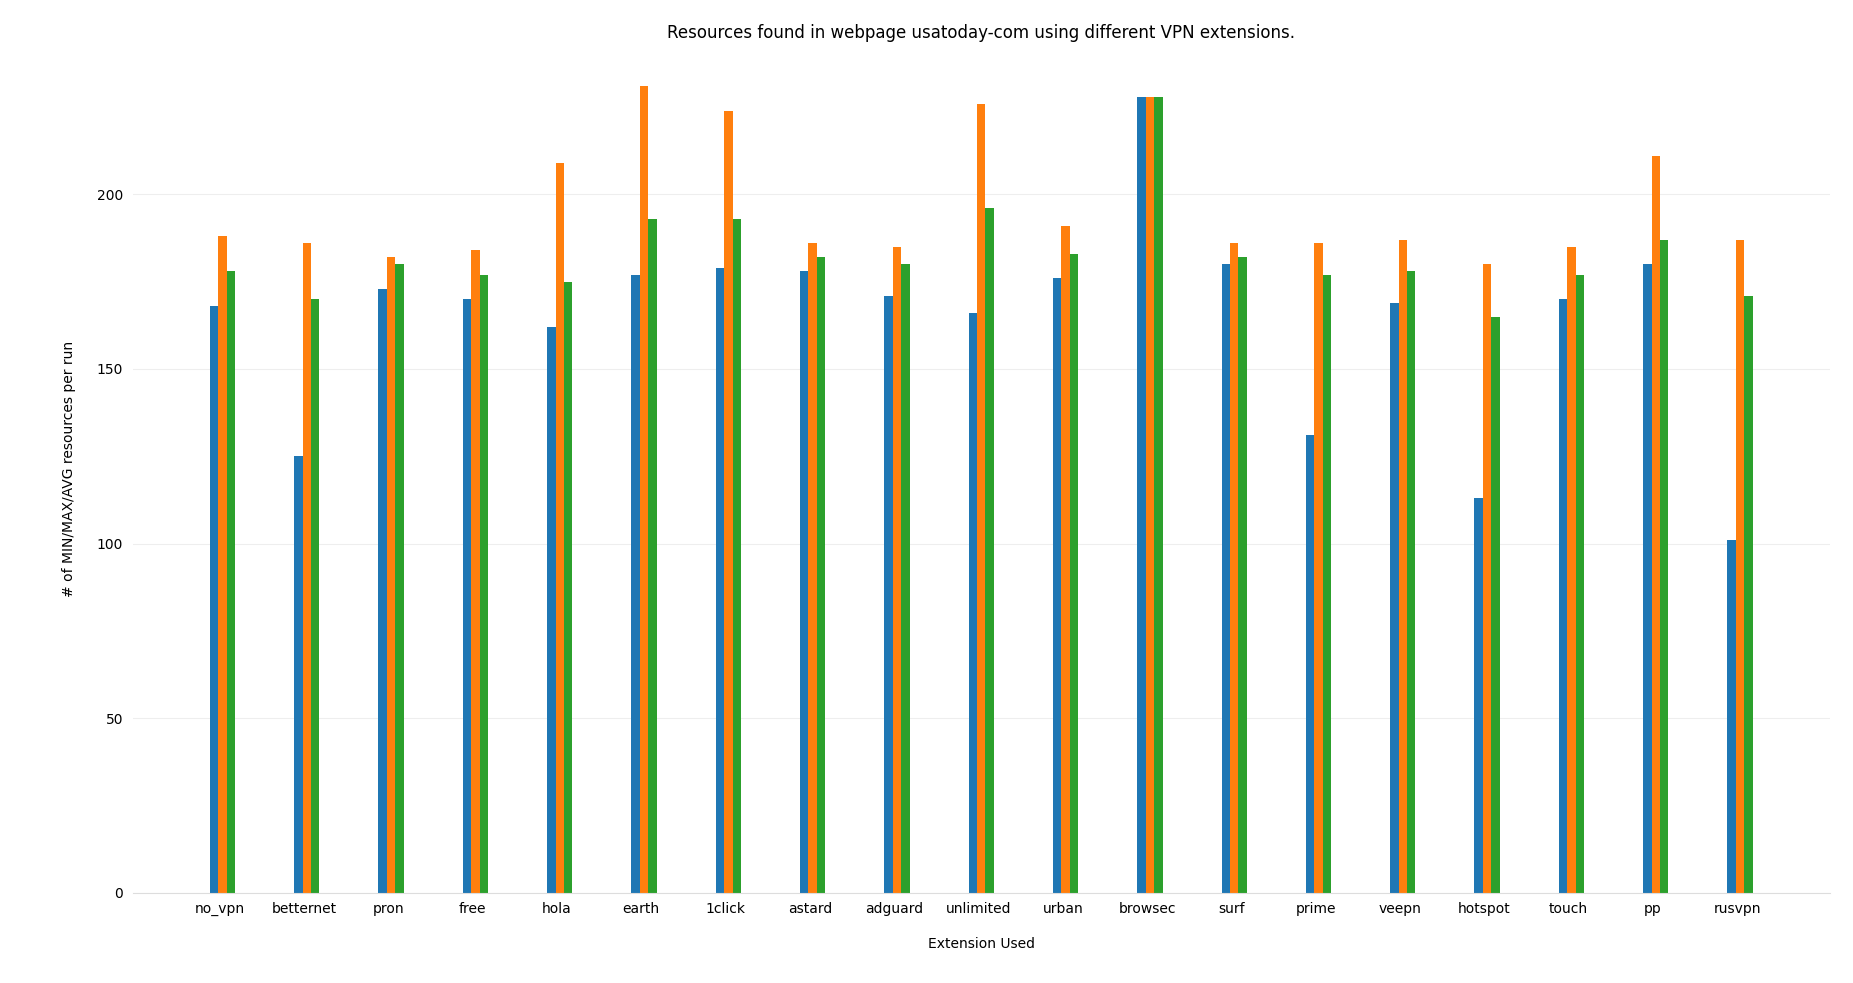 Resources found in webpage usatoday-com using different VPN extensions.
# of MIN/MAX/AVG resources per run
200
150
100
50
0
no_vpn betternet pron free hola earth 1click astard adguard unlimited urban browsec surf prime veepn hotspot touch pp rusvpn
Extension Used